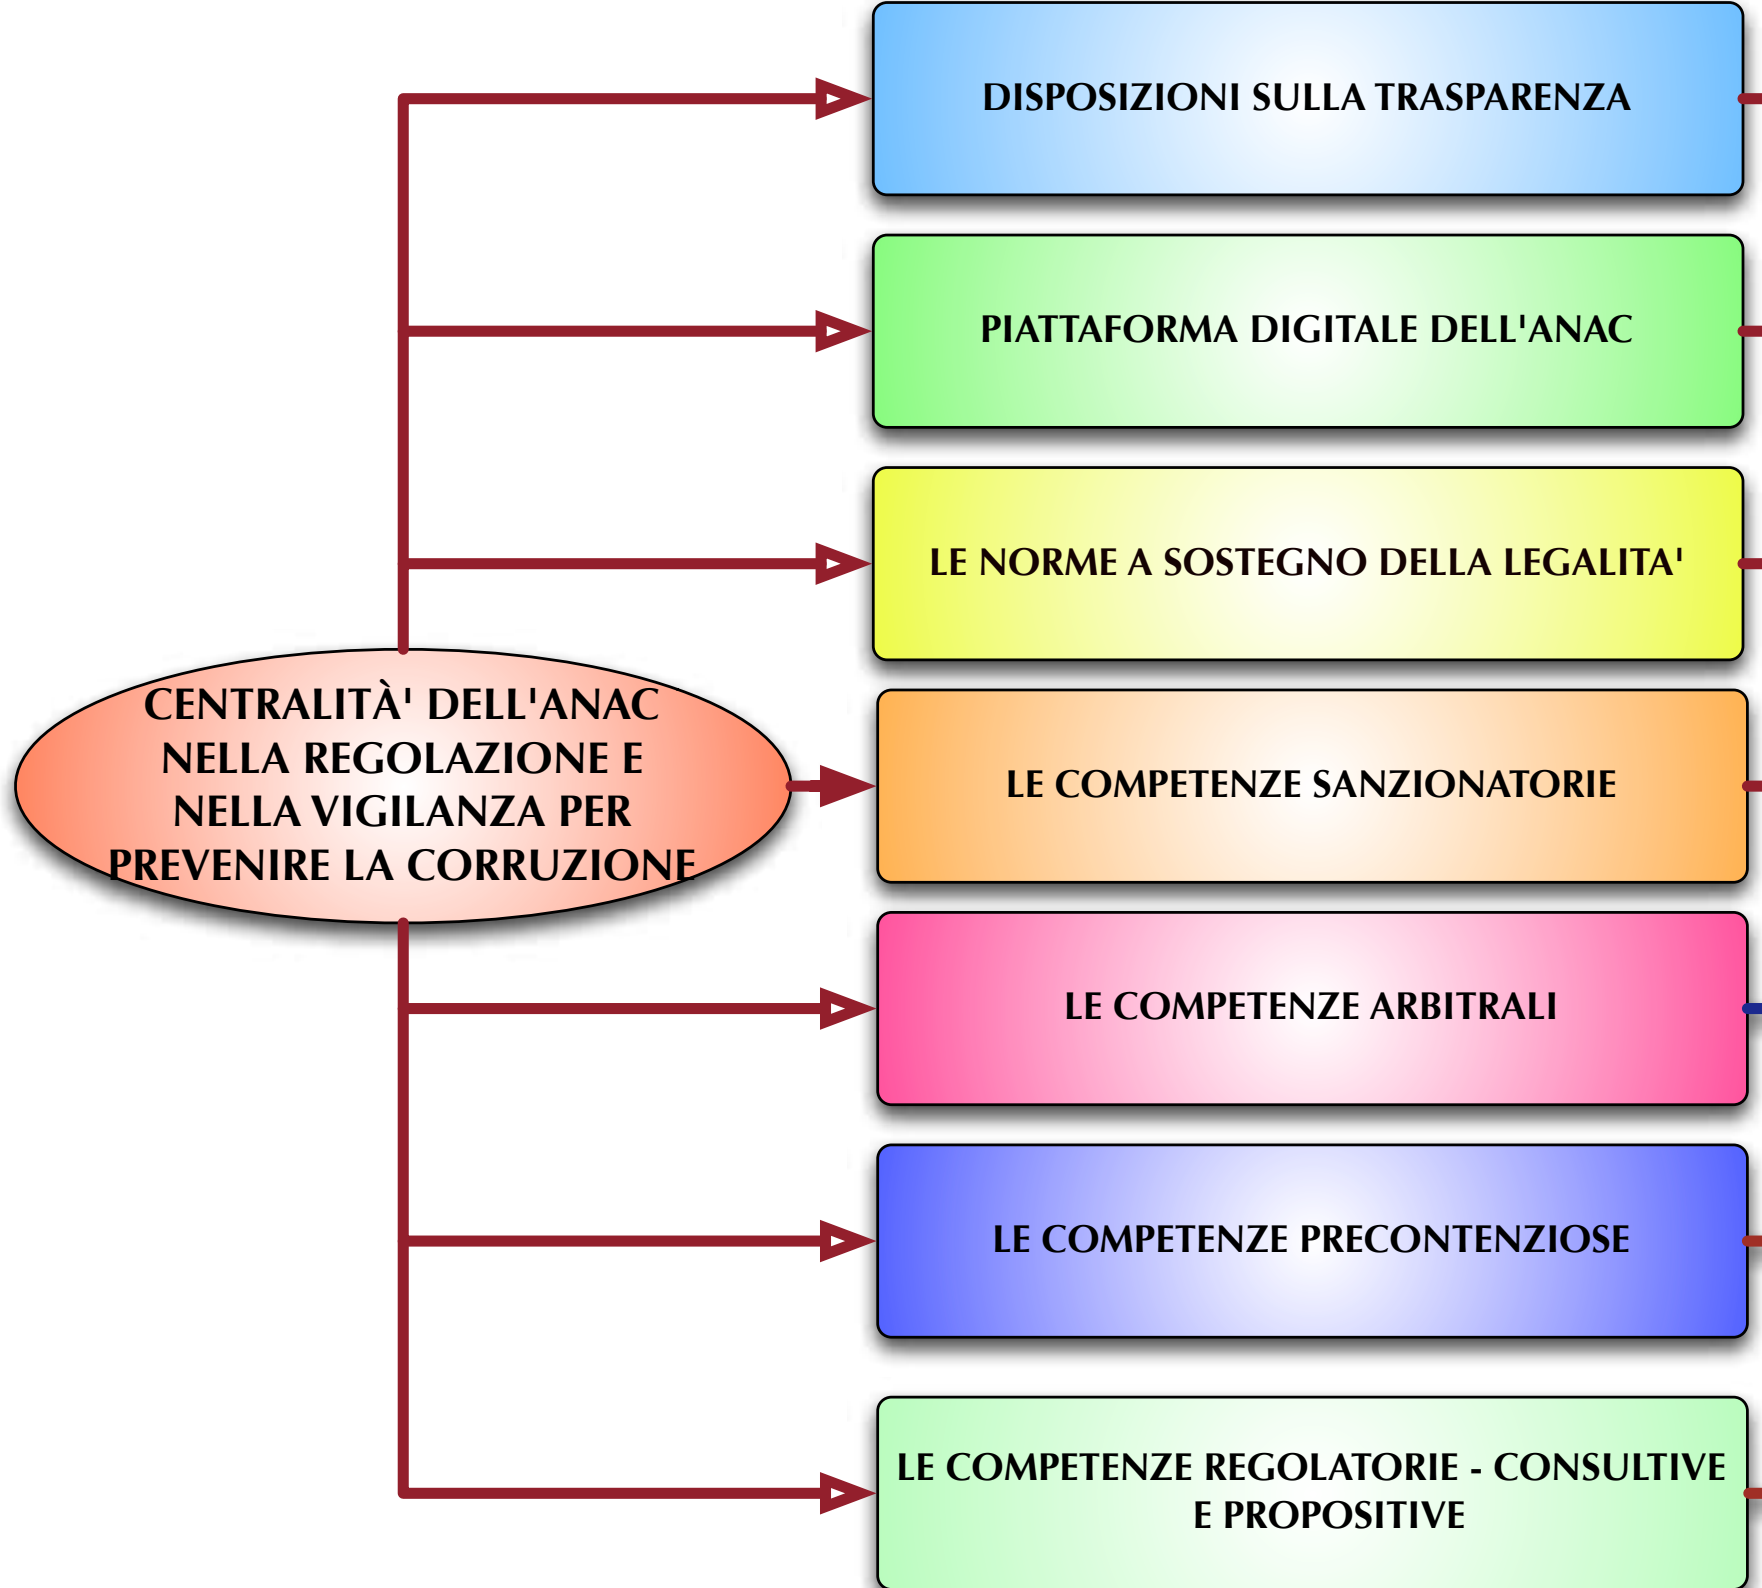 DISPOSIZIONI SULLA TRASPARENZA
PIATTAFORMA DIGITALE DELL'ANAC
LE NORME A SOSTEGNO DELLA LEGALITA'
CENTRALITÀ' DELL'ANAC
NELLA REGOLAZIONE E
NELLA VIGILANZA PER
PREVENIRE LA CORRUZIONE
LE COMPETENZE SANZIONATORIE
LE COMPETENZE ARBITRALI
LE COMPETENZE PRECONTENZIOSE
LE COMPETENZE REGOLATORIE - CONSULTIVE
E PROPOSITIVE